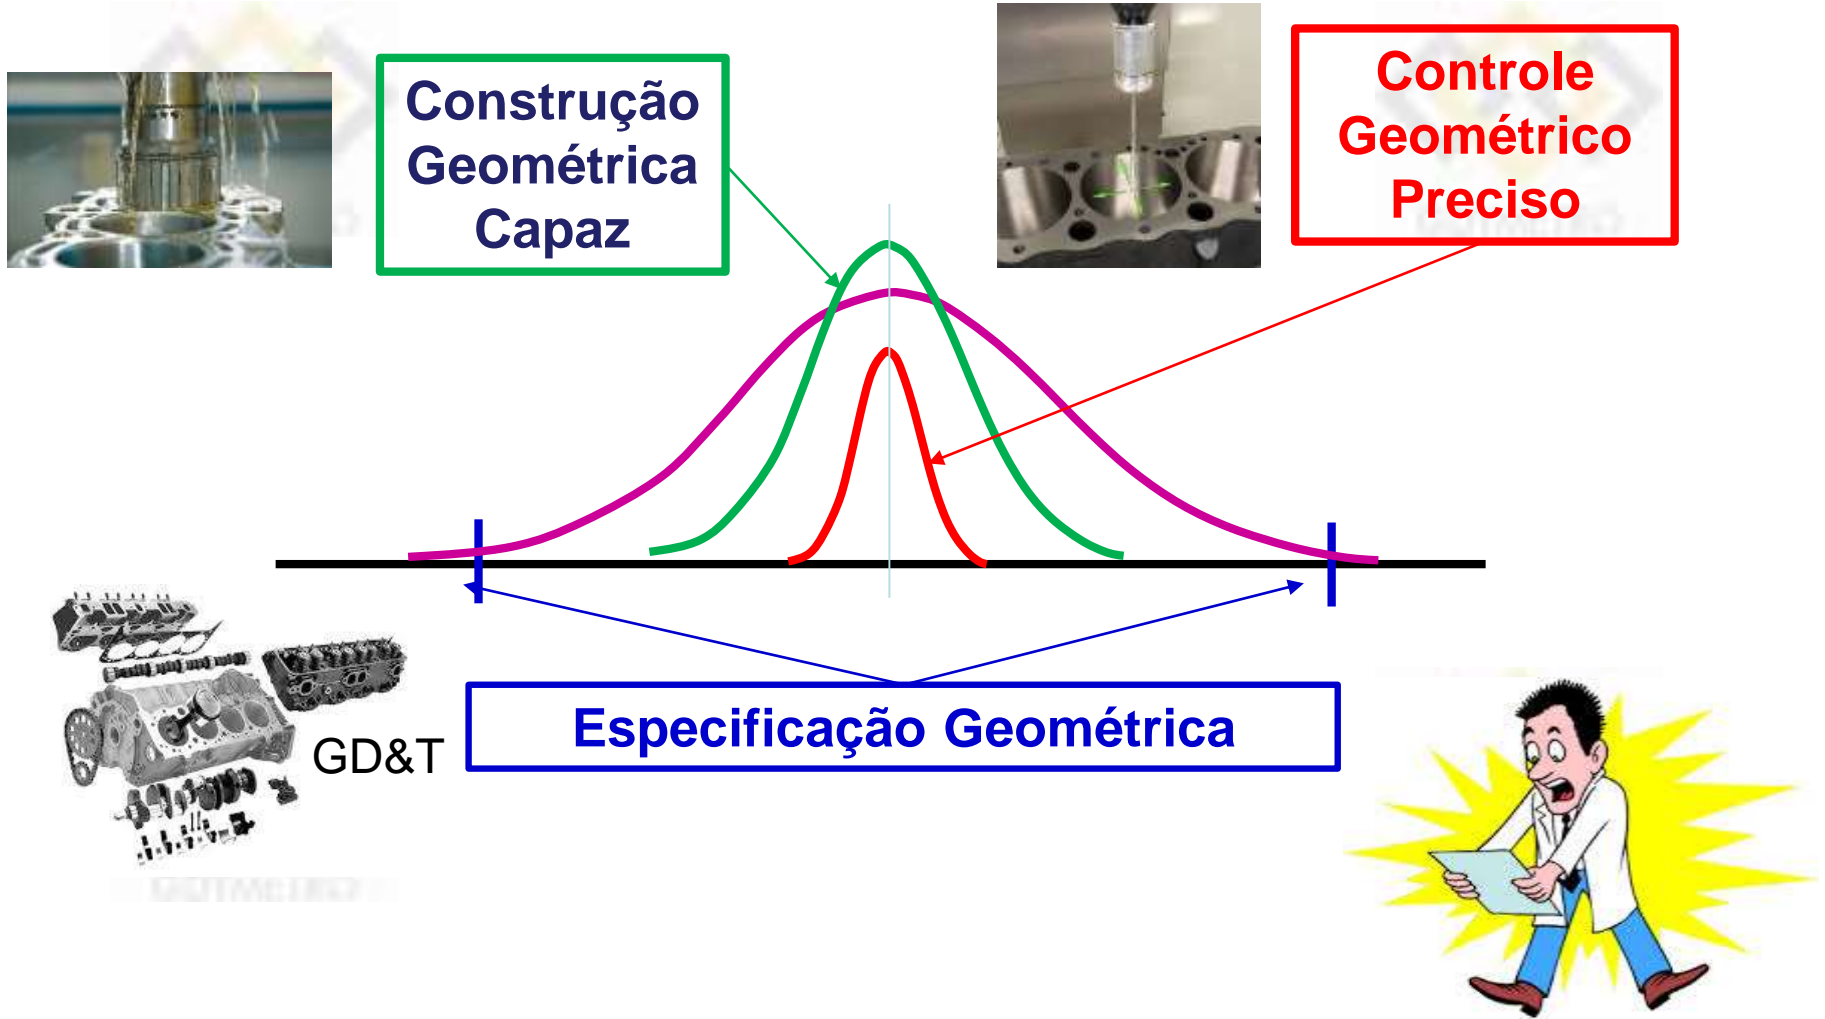 Construção
Geométrica
Capaz
Controle
Geométrico
Preciso
GD&T
Especificação Geométrica